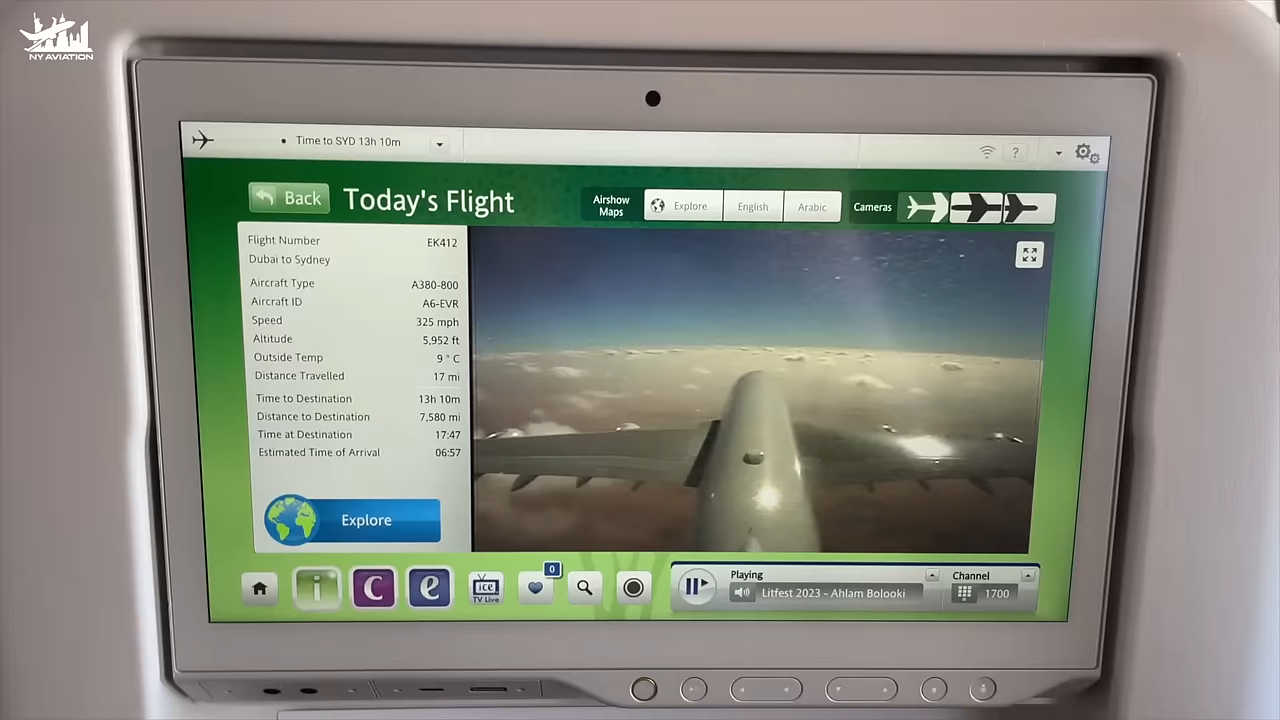 NY AVIATION
Time to SYD 13h 10m
?
Back
Today's Flight
Airshow
Maps
Explore
English
Arabic
Cameras
Flight Number EK412
Dubai to Sydney
Aircraft Type A380-800
Aircraft ID A6-EVR
Speed 325 mph
Altitude 5,952 ft
Outside Temp 9 ° C
Distance Travelled 17 mi
Time to Destination 13h 10m
Distance to Destination 7,580 mi
Time at Destination 17:47
Estimated Time of Arrival 06:57
Explore
i
C
e
ice
TV Live
0
Playing
Litfest 2023 - Ahlam Bolooki
Channel
1700